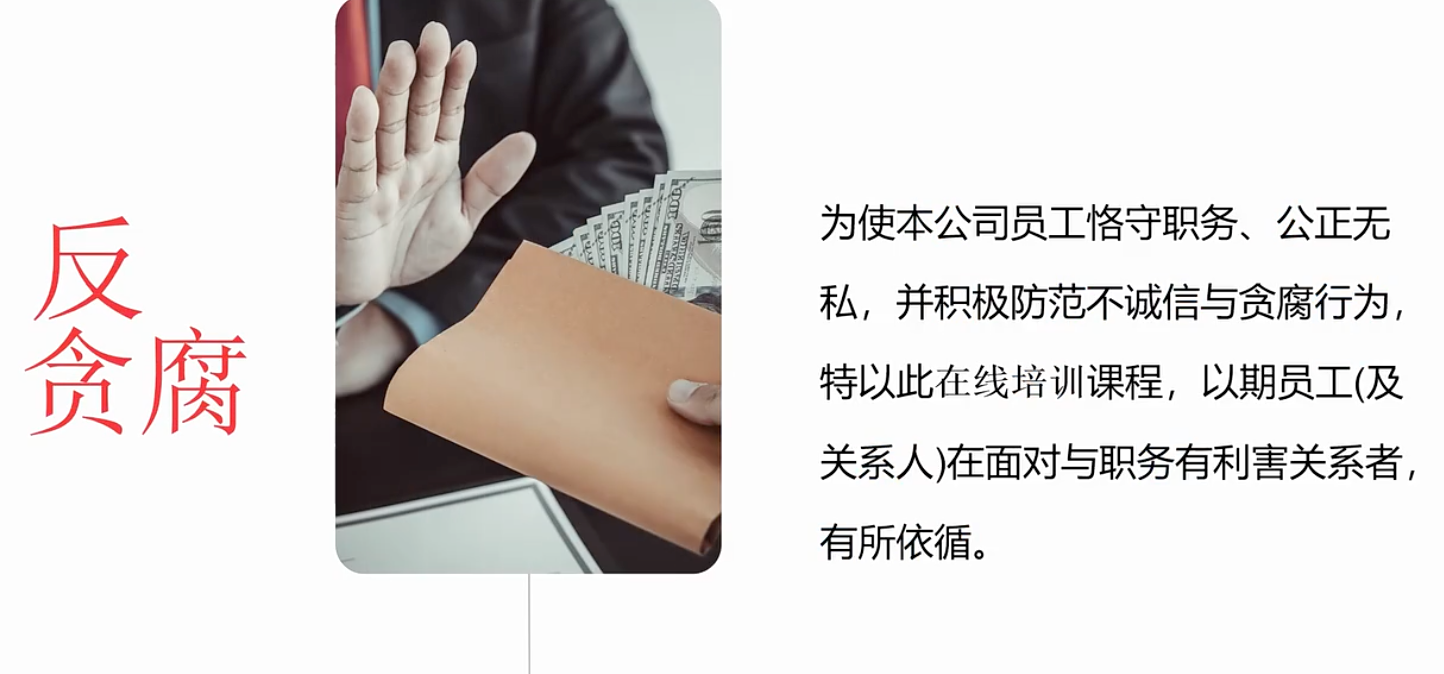 反
贪腐
为使本公司员工恪守职务、公正无
私，并积极防范不诚信与贪腐行为，
特以此在线培训课程，以期员工(及
关系人)在面对与职务有利害关系者，
有所依循。